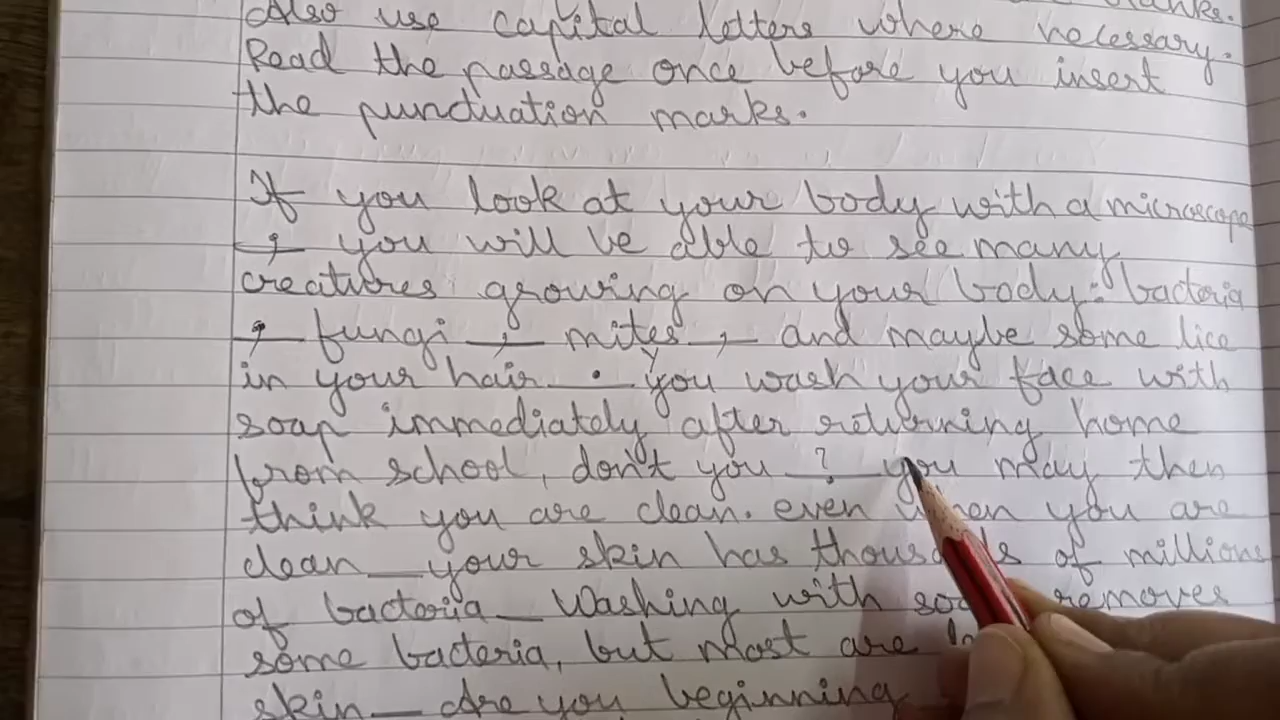 Also use capital letters where necessary.
Read the passage once before you insert
the punctuation marks.
If you look at your body with a microscope
, you will be able to see many
creatures growing on your body: bacteria
, fungi , mites , and maybe some lice
in your hair . You wash your face with
soap immediately after returning home
from school, don't you ? you may then
think you are clean. even when you are
clean __ your skin has of millions
of bacteria __ Washing with removes
some bacteria, but most are
skin __ Are you beginning